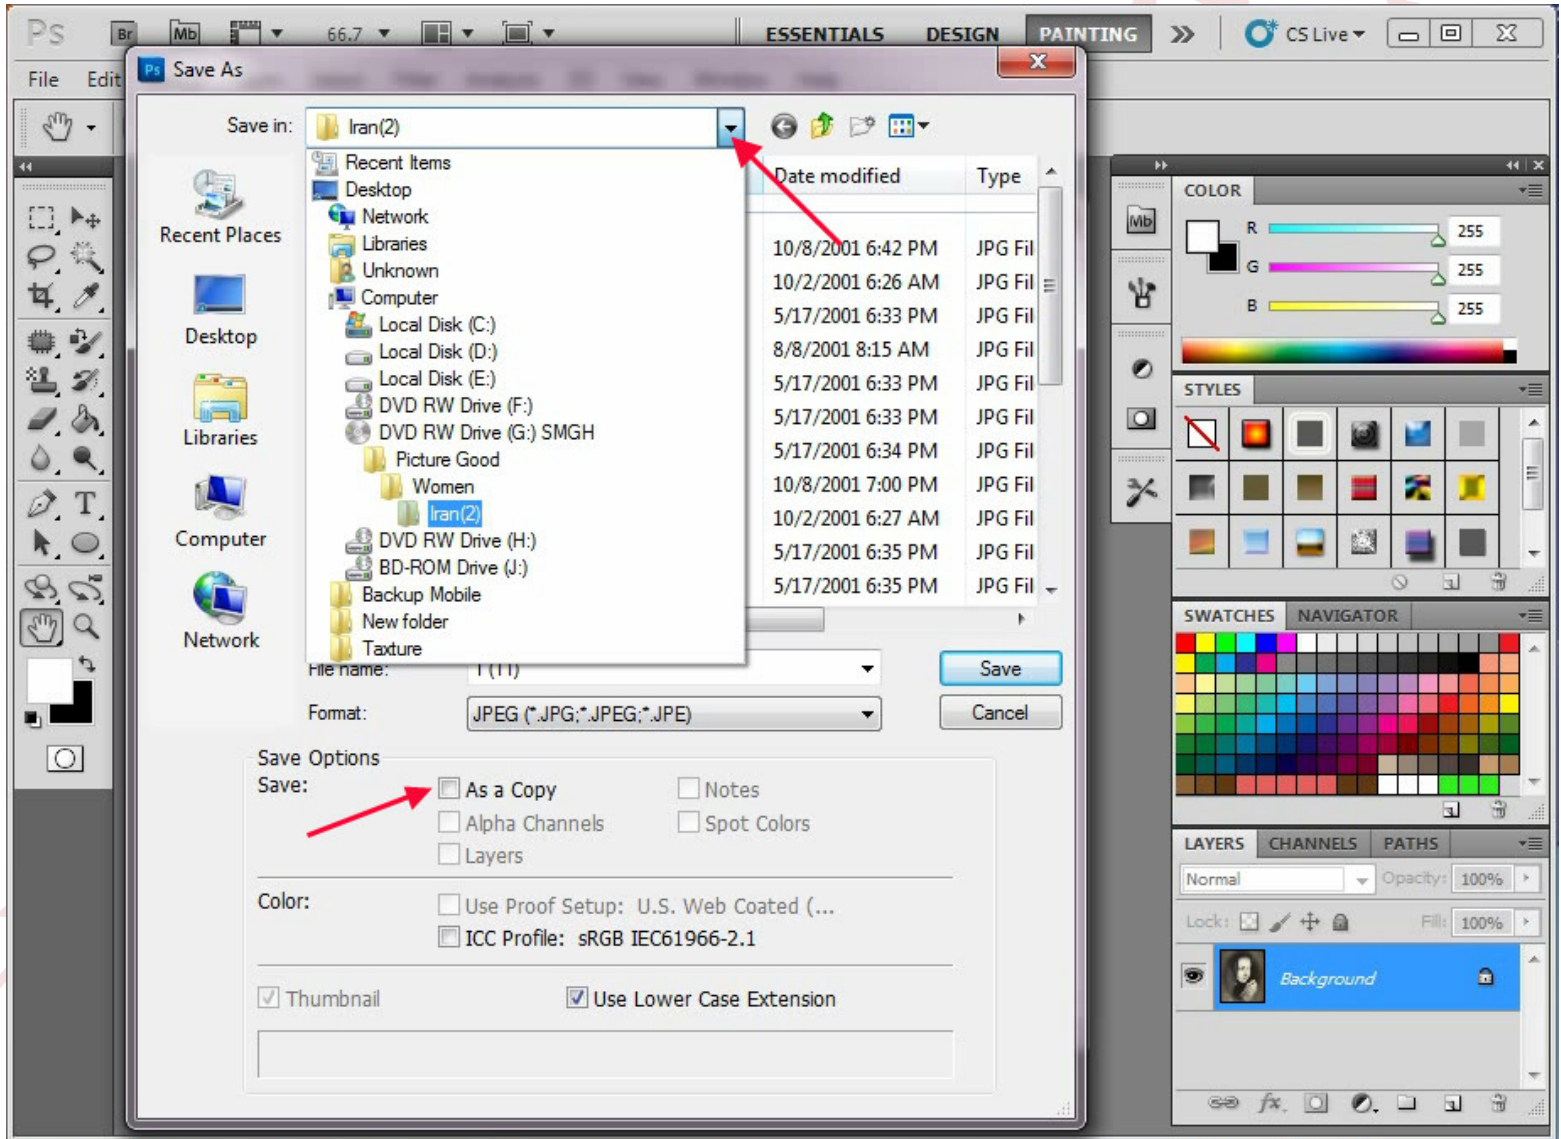 Ps Br Mb 66.7 ESSENTIALS DESIGN PAINTING CS Live
File Edit
Ps Save As
Save in: Iran(2)
Recent Items
Desktop
Network
Libraries
Unknown
Computer
Local Disk (C:)
Local Disk (D:)
Local Disk (E:)
DVD RW Drive (F:)
DVD RW Drive (G:) SMGH
Picture Good
Women
Iran(2)
DVD RW Drive (H:)
BD-ROM Drive (J:)
Backup Mobile
New folder
Taxture
Recent Places
Desktop
Libraries
Computer
Network
Date modified Type
10/8/2001 6:42 PM JPG Fil
10/2/2001 6:26 AM JPG Fil
5/17/2001 6:33 PM JPG Fil
8/8/2001 8:15 AM JPG Fil
5/17/2001 6:33 PM JPG Fil
5/17/2001 6:33 PM JPG Fil
5/17/2001 6:34 PM JPG Fil
10/8/2001 7:00 PM JPG Fil
10/2/2001 6:27 AM JPG Fil
5/17/2001 6:35 PM JPG Fil
5/17/2001 6:35 PM JPG Fil
File name: 1 (11) Save
Format: JPEG (*.JPG;*.JPEG;*.JPE) Cancel
Save Options
Save: As a Copy Notes
Alpha Channels Spot Colors
Layers
Color: Use Proof Setup: U.S. Web Coated (...
ICC Profile: sRGB IEC61966-2.1
Thumbnail Use Lower Case Extension
Mb
COLOR
R 255
G 255
B 255
STYLES
SWATCHES NAVIGATOR
LAYERS CHANNELS PATHS
Normal Opacity: 100%
Lock: Fill: 100%
Background